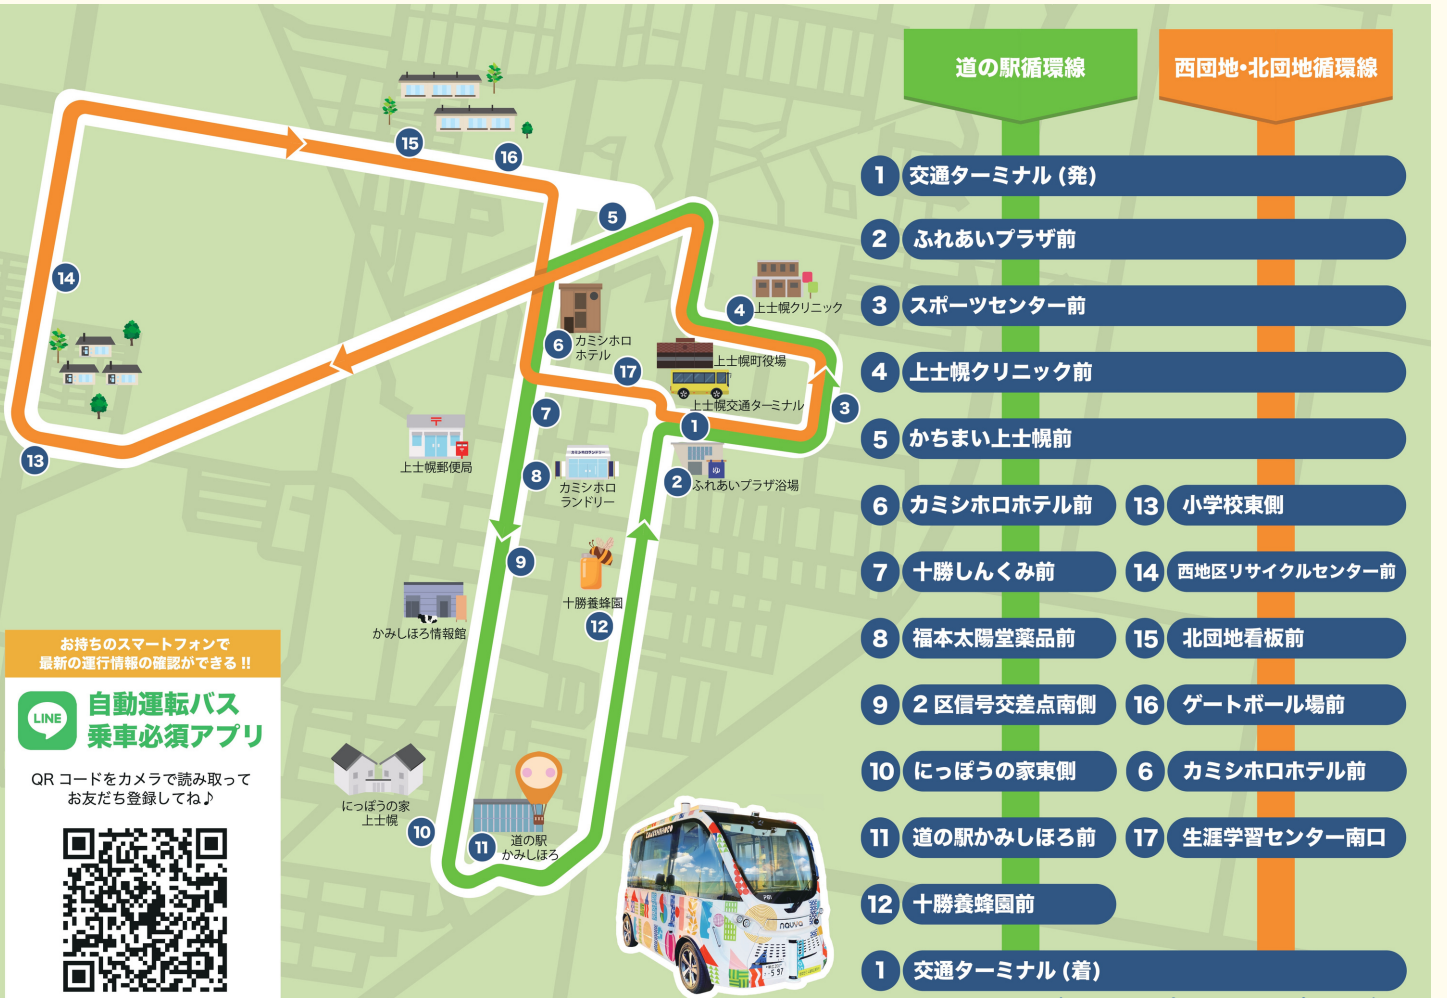 道の駅循環線
西団地・北団地循環線
1 交通ターミナル (発)
2 ふれあいプラザ前
3 スポーツセンター前
4 上士幌クリニック前
5 かちまい上士幌前
6 カミシホロホテル前
13 小学校東側
7 十勝しんくみ前
14 西地区リサイクルセンター前
8 福本太陽堂薬品前
15 北団地看板前
9 2区信号交差点南側
16 ゲートボール場前
10 にっぽうの家東側
6 カミシホロホテル前
11 道の駅かみしほろ前
17 生涯学習センター南口
12 十勝養蜂園前
1 交通ターミナル (着)
15
16
5
14
4
上士幌クリニック
6
カミシホロ
ホテル
上士幌町役場
17
上士幌交通ターミナル
3
7
1
〒
上士幌郵便局
13
カミシホロランドリー
8
カミシホロ
ランドリー
ゆ
2
ふれあいプラザ浴場
9
十勝養蜂園
12
かみしほろ情報館
にっぽうの家
上士幌
10
11
道の駅
かみしほろ
お持ちのスマートフォンで
最新の運行情報の確認ができる!!
LINE
自動運転バス
乗車必須アプリ
QRコードをカメラで読み取って
お友だち登録してね♪
navya
5 97